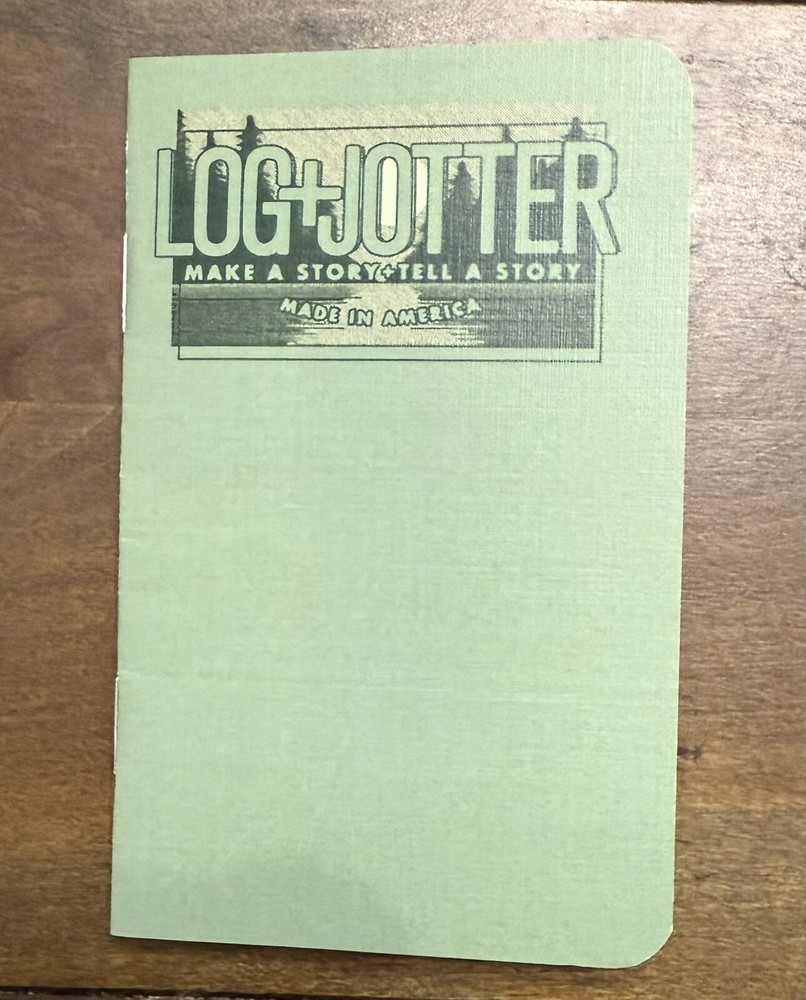 LOG+JOTTER
MAKE A STORY+TELL A STORY
MADE IN AMERICA